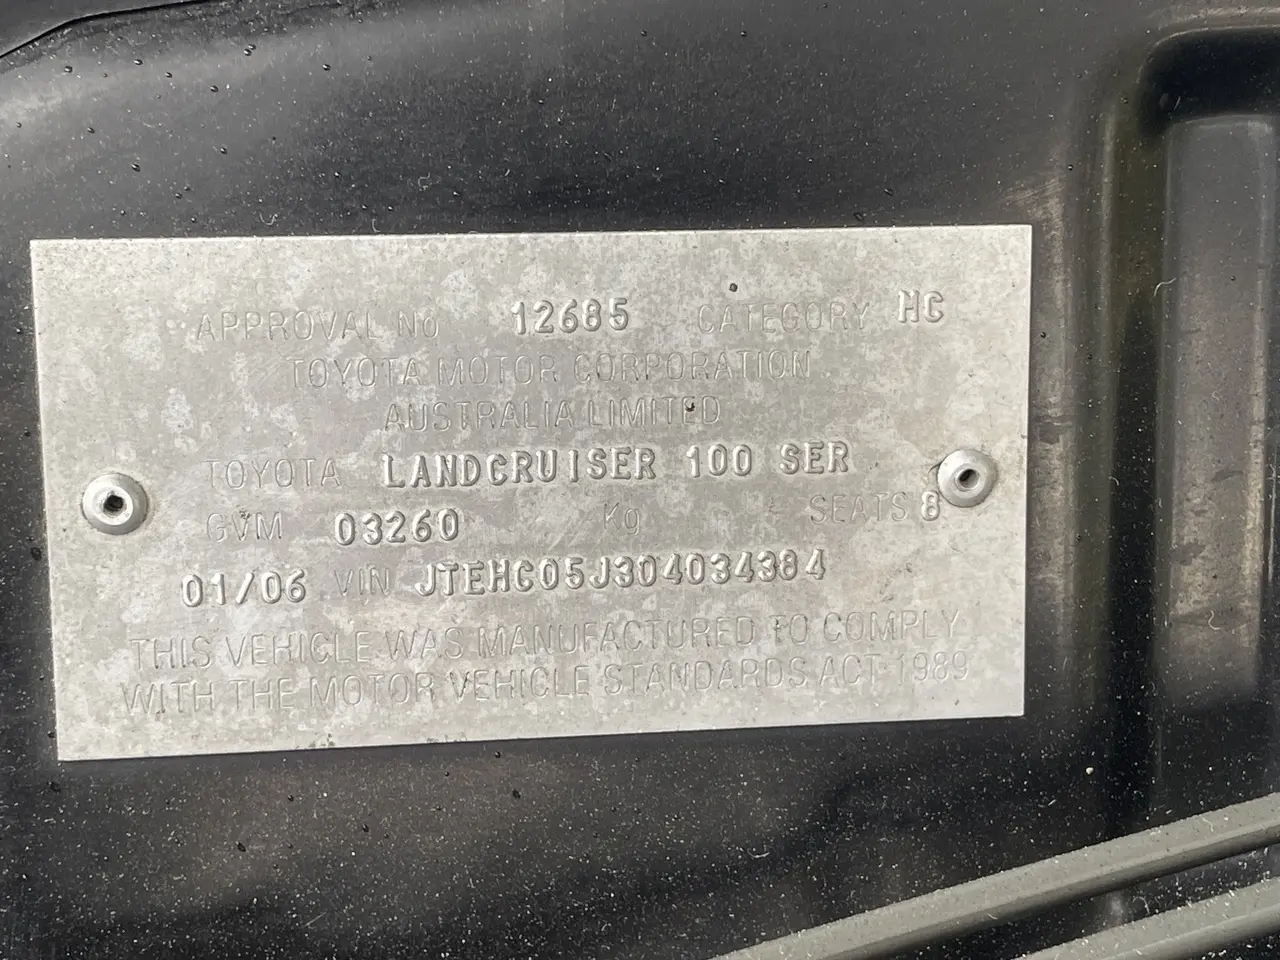 APPROVAL No 12685 CATEGORY HC
TOYOTA MOTOR CORPORATION
AUSTRALIA LIMITED
TOYOTA LANDCRUISER 100 SER
GVM 03260 Kg SEATS 8
01/06 VIN JTEHC05J304034384
THIS VEHICLE WAS MANUFACTURED TO COMPLY
WITH THE MOTOR VEHICLE STANDARDS ACT 1989